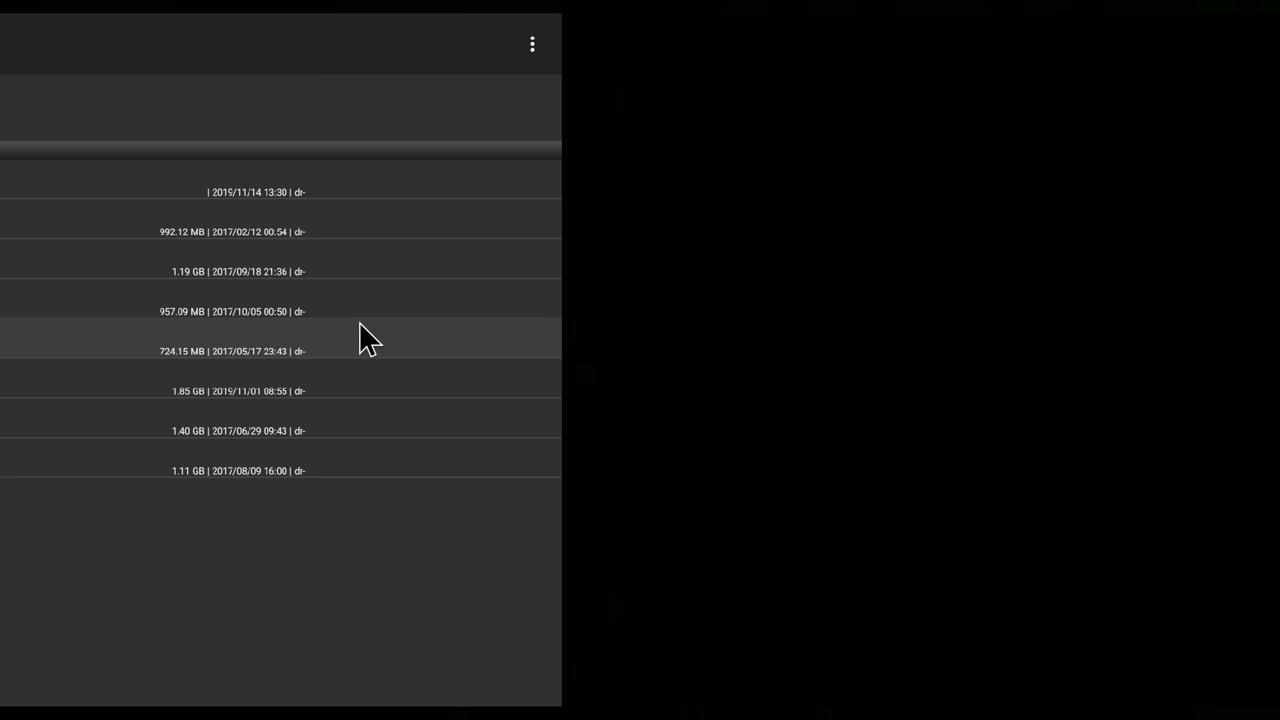 | 2019/11/14 13:30 | dr-
992.12 MB | 2017/02/12 00:54 | dr-
1.19 GB | 2017/09/18 21:36 | dr-
957.09 MB | 2017/10/05 00:50 | dr-
724.15 MB | 2017/05/17 23:43 | dr-
1.85 GB | 2019/11/01 08:55 | dr-
1.40 GB | 2017/06/29 09:43 | dr-
1.11 GB | 2017/08/09 16:00 | dr-